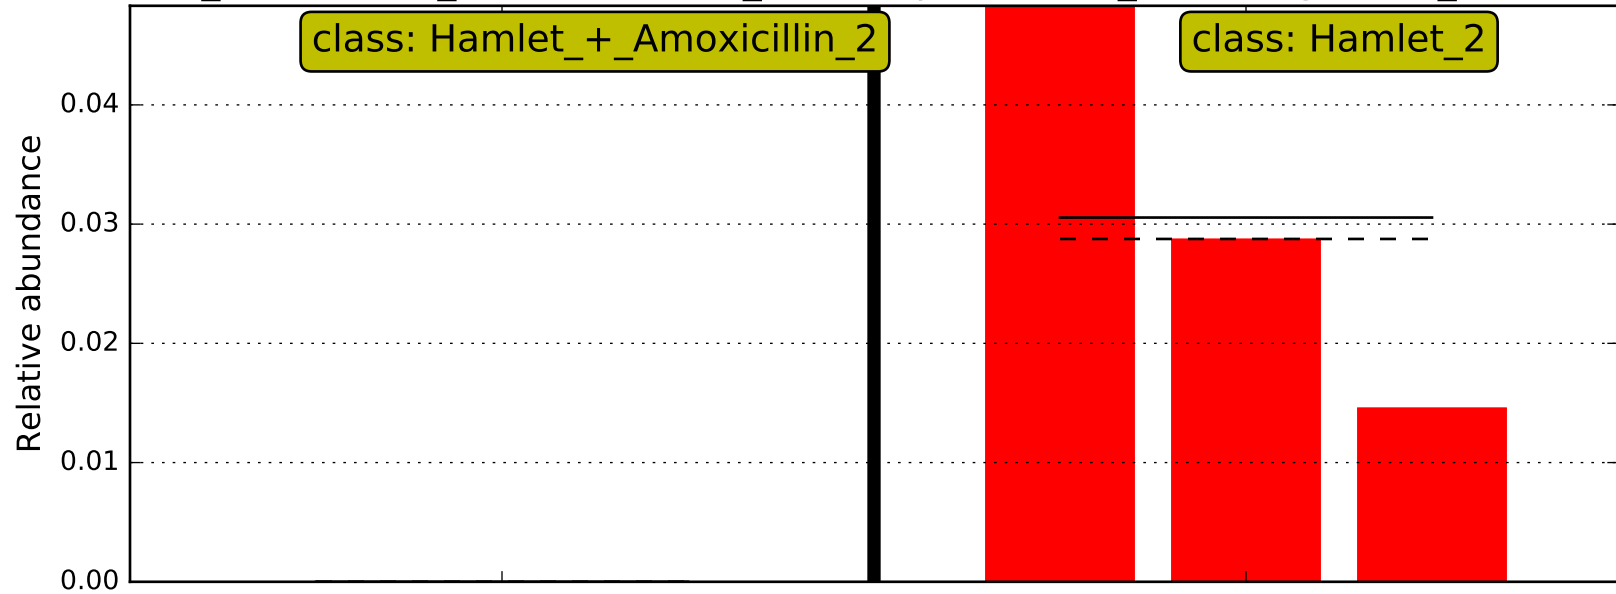 class: Hamlet_+_Amoxicillin_2
class: Hamlet_2
Relative abundance
0.04
0.03
0.02
0.01
0.00